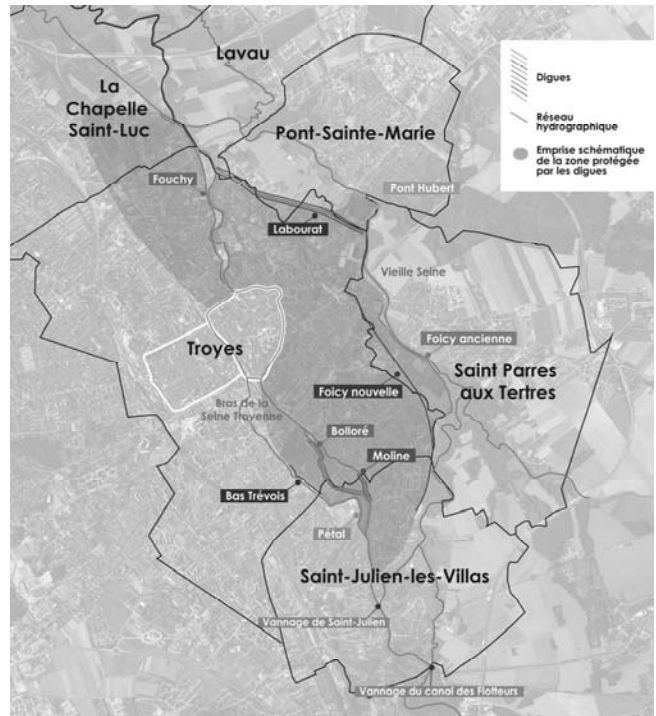 Lavau
La
Chapelle
Saint-Luc
Digues
Réseau
hydrographique
Emprise schématique
de la zone protégée
par les digues
Pont-Sainte-Marie
Fouchy
Pont Hubert
Labourat
Vieille Seine
Troyes
Foicy ancienne
Saint Parres
aux Tertres
Foicy nouvelle
Bras de la
Seine Troyenne
Bolloré
Moline
Bas Trévois
Pétal
Saint-Julien-les-Villas
Vannage de Saint-Julien
Vannage du canal des Flotteurs